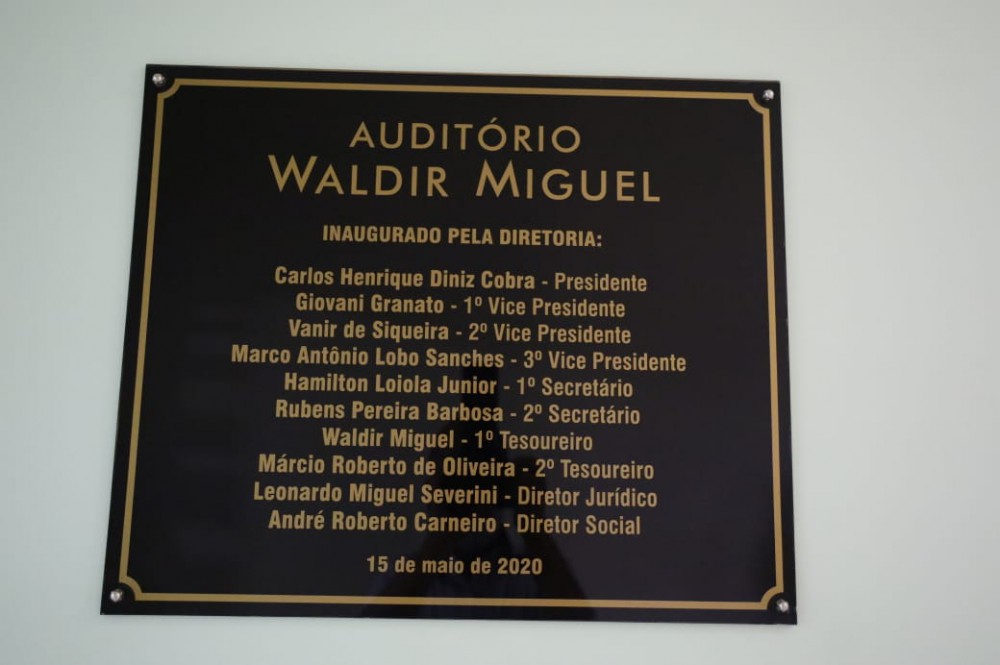 AUDITÓRIO
WALDIR MIGUEL
INAUGURADO PELA DIRETORIA:
Carlos Henrique Diniz Cobra - Presidente
Giovani Granato - 1º Vice Presidente
Vanir de Siqueira - 2º Vice Presidente
Marco Antônio Lobo Sanches - 3º Vice Presidente
Hamilton Loiola Junior - 1º Secretário
Rubens Pereira Barbosa - 2º Secretário
Waldir Miguel - 1º Tesoureiro
Márcio Roberto de Oliveira - 2º Tesoureiro
Leonardo Miguel Severini - Diretor Jurídico
André Roberto Carneiro - Diretor Social
15 de maio de 2020